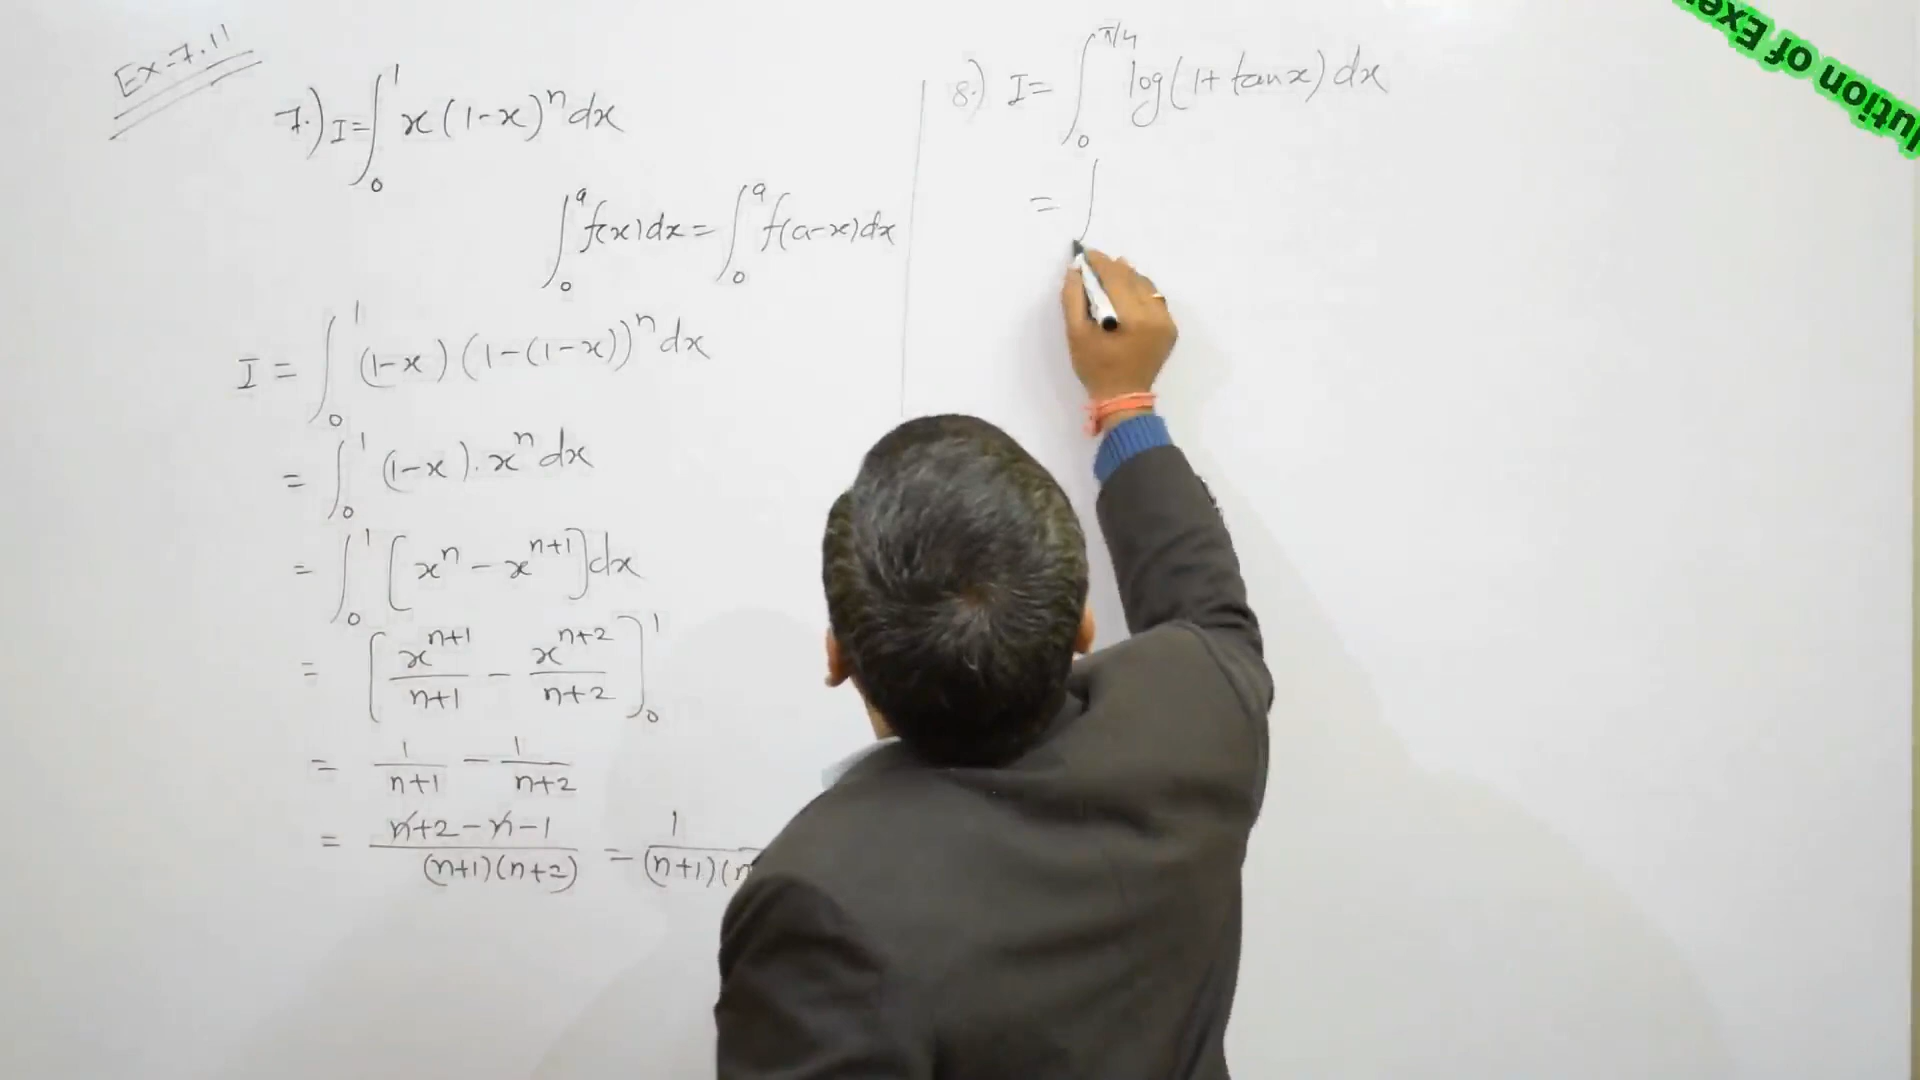 Ex-7.11
7.) I = ∫₀¹ x(1-x)ⁿ dx
∫₀ᵃ f(x)dx = ∫₀ᵃ f(a-x)dx
I = ∫₀¹ (1-x)(1-(1-x))ⁿ dx
= ∫₀¹ (1-x).xⁿ dx
= ∫₀¹ [xⁿ - xⁿ⁺¹]dx
= [xⁿ⁺¹/n+1 - xⁿ⁺²/n+2]₀¹
= 1/n+1 - 1/n+2
= n+2-n-1/(n+1)(n+2) = 1/(n+1)(n
8.) I = ∫₀^π/4 log(1+tanx)dx
= ∫
lution of Exe